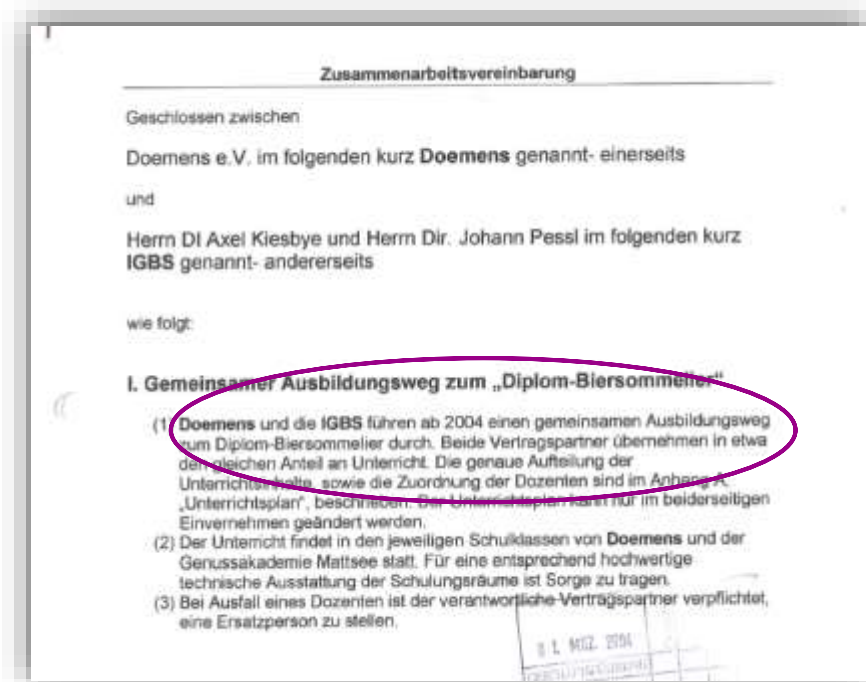 Zusammenarbeitsvereinbarung
Geschlossen zwischen
Doemens e.V. im folgenden kurz Doemens genannt- einerseits
und
Herrn DI Axel Kiesbye und Herrn Dir. Johann Pessl im folgenden kurz
IGBS genannt- andererseits
wie folgt:
I. Gemeinsamer Ausbildungsweg zum „Diplom-Biersommelier“
(1) Doemens und die IGBS führen ab 2004 einen gemeinsamen Ausbildungsweg
zum Diplom-Biersommelier durch. Beide Vertragspartner übernehmen in etwa
den gleichen Anteil an Unterricht. Die genaue Aufteilung der
Unterrichtsinhalte, sowie die Zuordnung der Dozenten sind im Anhang A
„Unterrichtsplan“, beschrieben. Der Unterrichtsplan kann nur im beiderseitigen
Einvernehmen geändert werden.
(2) Der Unterricht findet in den jeweiligen Schulklassen von Doemens und der
Genussakademie Mattsee statt. Für eine entsprechend hochwertige
technische Ausstattung der Schulungsräume ist Sorge zu tragen.
(3) Bei Ausfall eines Dozenten ist der verantwortliche Vertragspartner verpflichtet,
eine Ersatzperson zu stellen.
2004